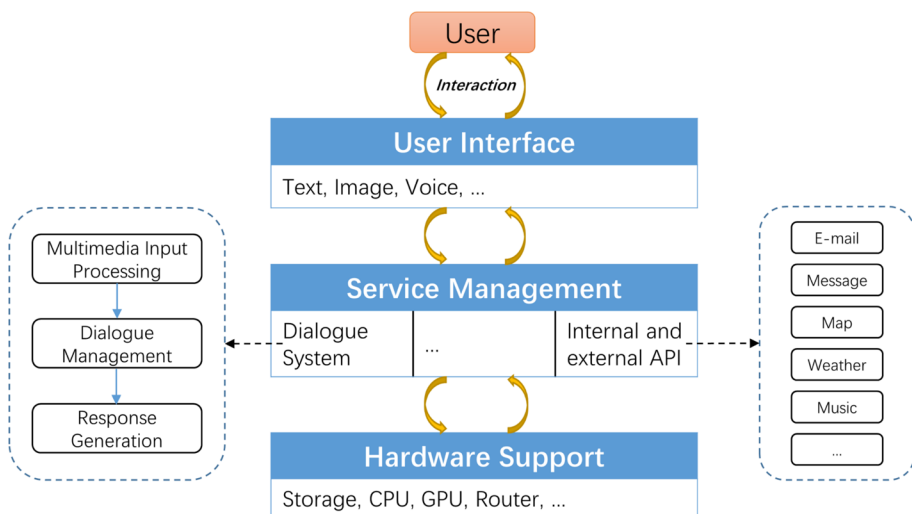 User
Interaction
User Interface
Text, Image, Voice, ...
Multimedia Input
Processing
Dialogue
Management
Response
Generation
Service Management
Dialogue
System
...
Internal and
external API
E-mail
Message
Map
Weather
Music
...
Hardware Support
Storage, CPU, GPU, Router, ...